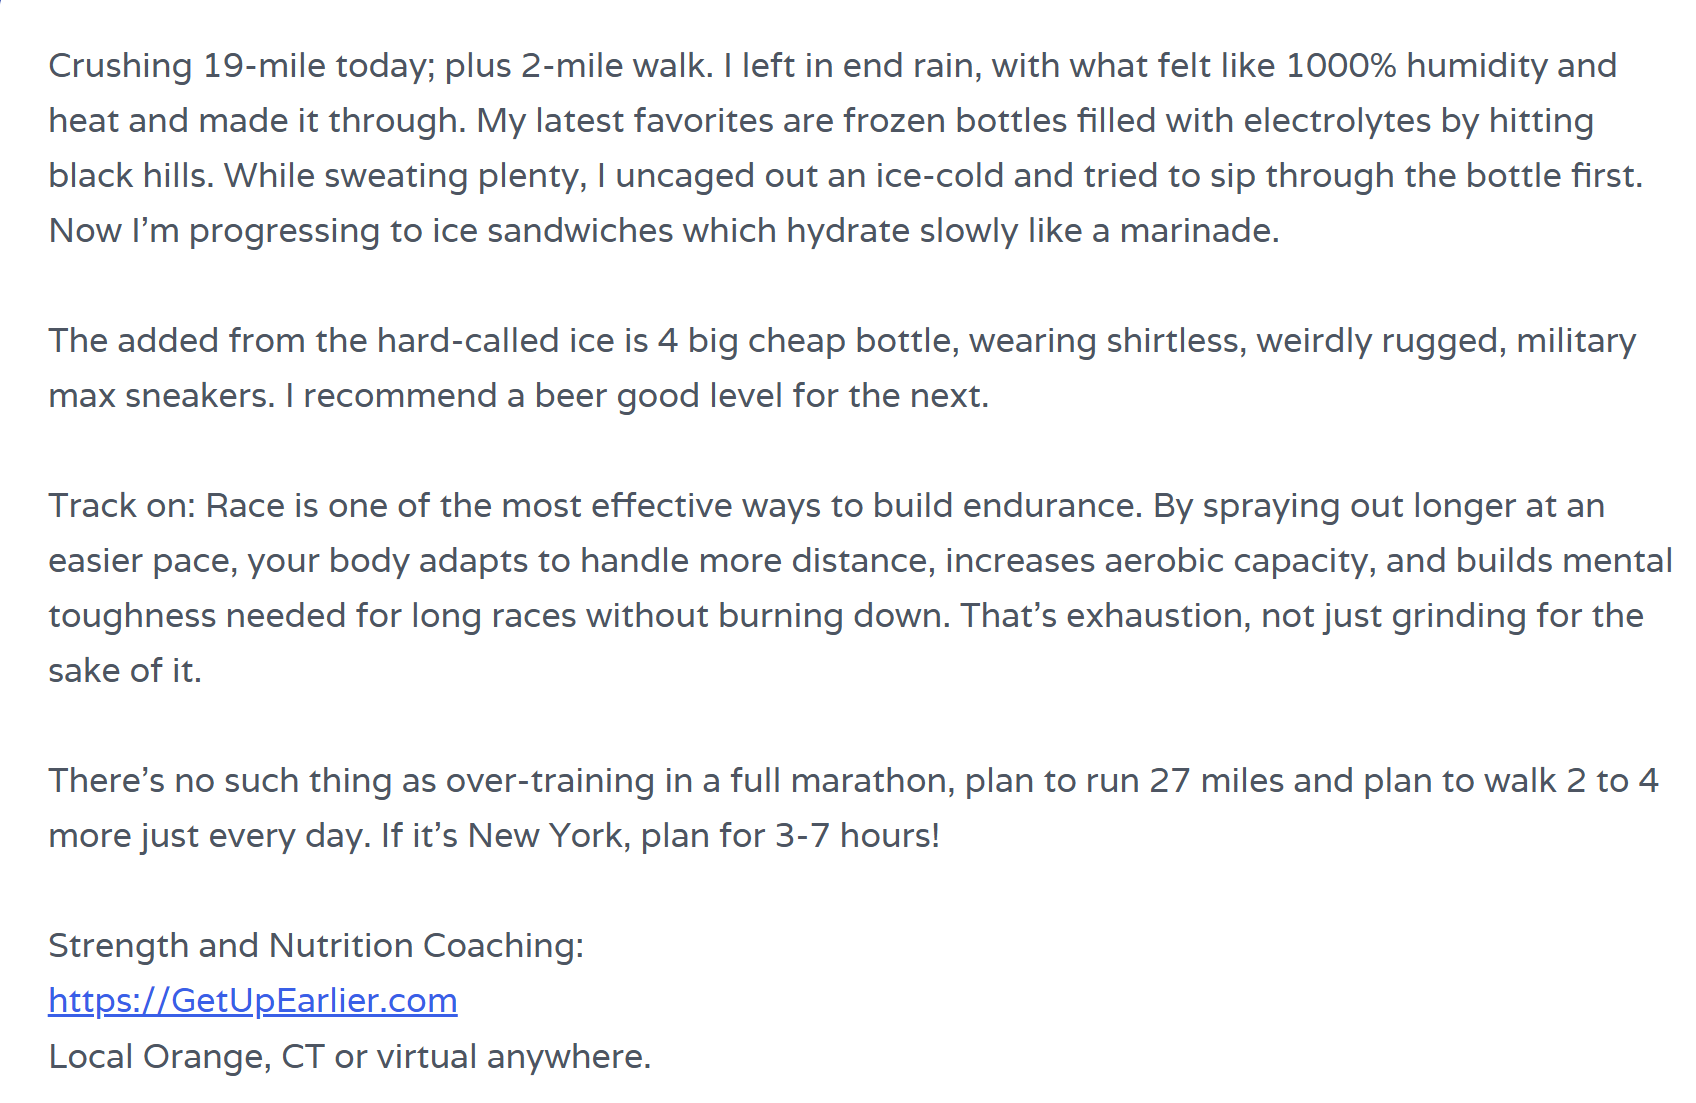 Crushing 19-mile today; plus 2-mile walk. I left in end rain, with what felt like 1000% humidity and
heat and made it through. My latest favorites are frozen bottles filled with electrolytes by hitting
black hills. While sweating plenty, I uncaged out an ice-cold and tried to sip through the bottle first.
Now I’m progressing to ice sandwiches which hydrate slowly like a marinade.
The added from the hard-called ice is 4 big cheap bottle, wearing shirtless, weirdly rugged, military
max sneakers. I recommend a beer good level for the next.
Track on: Race is one of the most effective ways to build endurance. By spraying out longer at an
easier pace, your body adapts to handle more distance, increases aerobic capacity, and builds mental
toughness needed for long races without burning down. That’s exhaustion, not just grinding for the
sake of it.
There’s no such thing as over-training in a full marathon, plan to run 27 miles and plan to walk 2 to 4
more just every day. If it’s New York, plan for 3-7 hours!
Strength and Nutrition Coaching:
https://GetUpEarlier.com
Local Orange, CT or virtual anywhere.